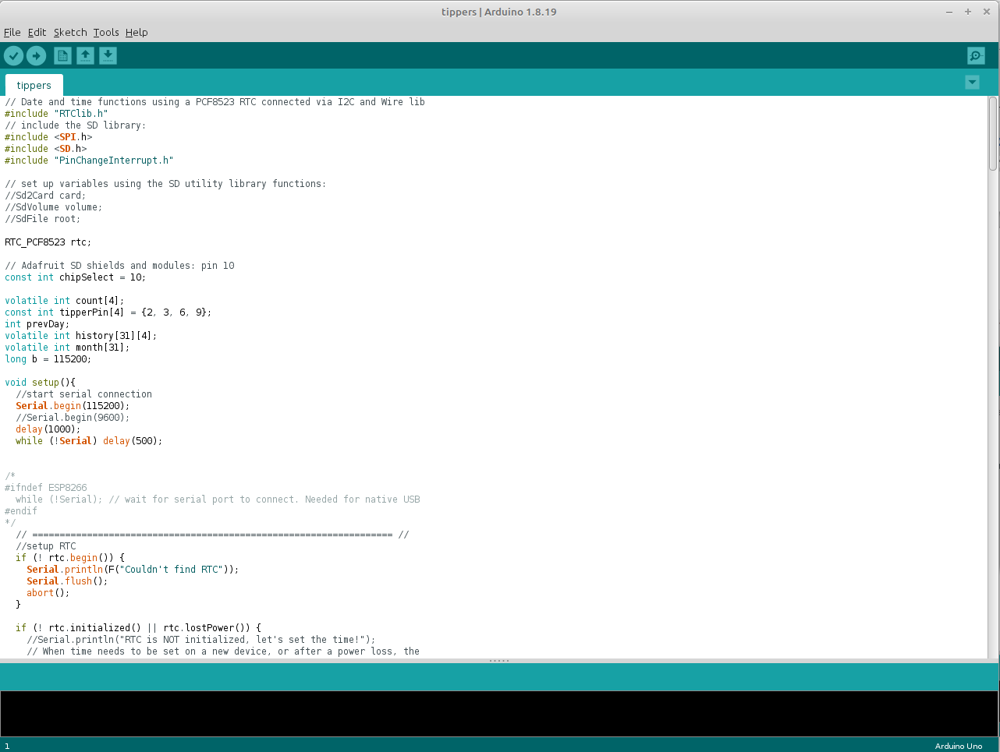 tippers | Arduino 1.8.19
File Edit Sketch Tools Help
tippers
// Date and time functions using a PCF8523 RTC connected via I2C and Wire lib
#include "RTClib.h"
// include the SD library:
#include <SPI.h>
#include <SD.h>
#include "PinChangeInterrupt.h"
// set up variables using the SD utility library functions:
//Sd2Card card;
//SdVolume volume;
//SdFile root;
RTC_PCF8523 rtc;
// Adafruit SD shields and modules: pin 10
const int chipSelect = 10;
volatile int count[4];
const int tipperPin[4] = {2, 3, 6, 9};
int prevDay;
volatile int history[31][4];
volatile int month[31];
long b = 115200;
void setup(){
  //start serial connection
  Serial.begin(115200);
  //Serial.begin(9600);
  delay(1000);
  while (!Serial) delay(500);
/*
#ifndef ESP8266
  while (!Serial); // wait for serial port to connect. Needed for native USB
#endif
*/
  // ================================================================== //
  //setup RTC
  if (! rtc.begin()) {
    Serial.println(F("Couldn't find RTC"));
    Serial.flush();
    abort();
  }
  if (! rtc.initialized() || rtc.lostPower()) {
    //Serial.println("RTC is NOT initialized, let's set the time!");
    // When time needs to be set on a new device, or after a power loss, the
1
Arduino Uno